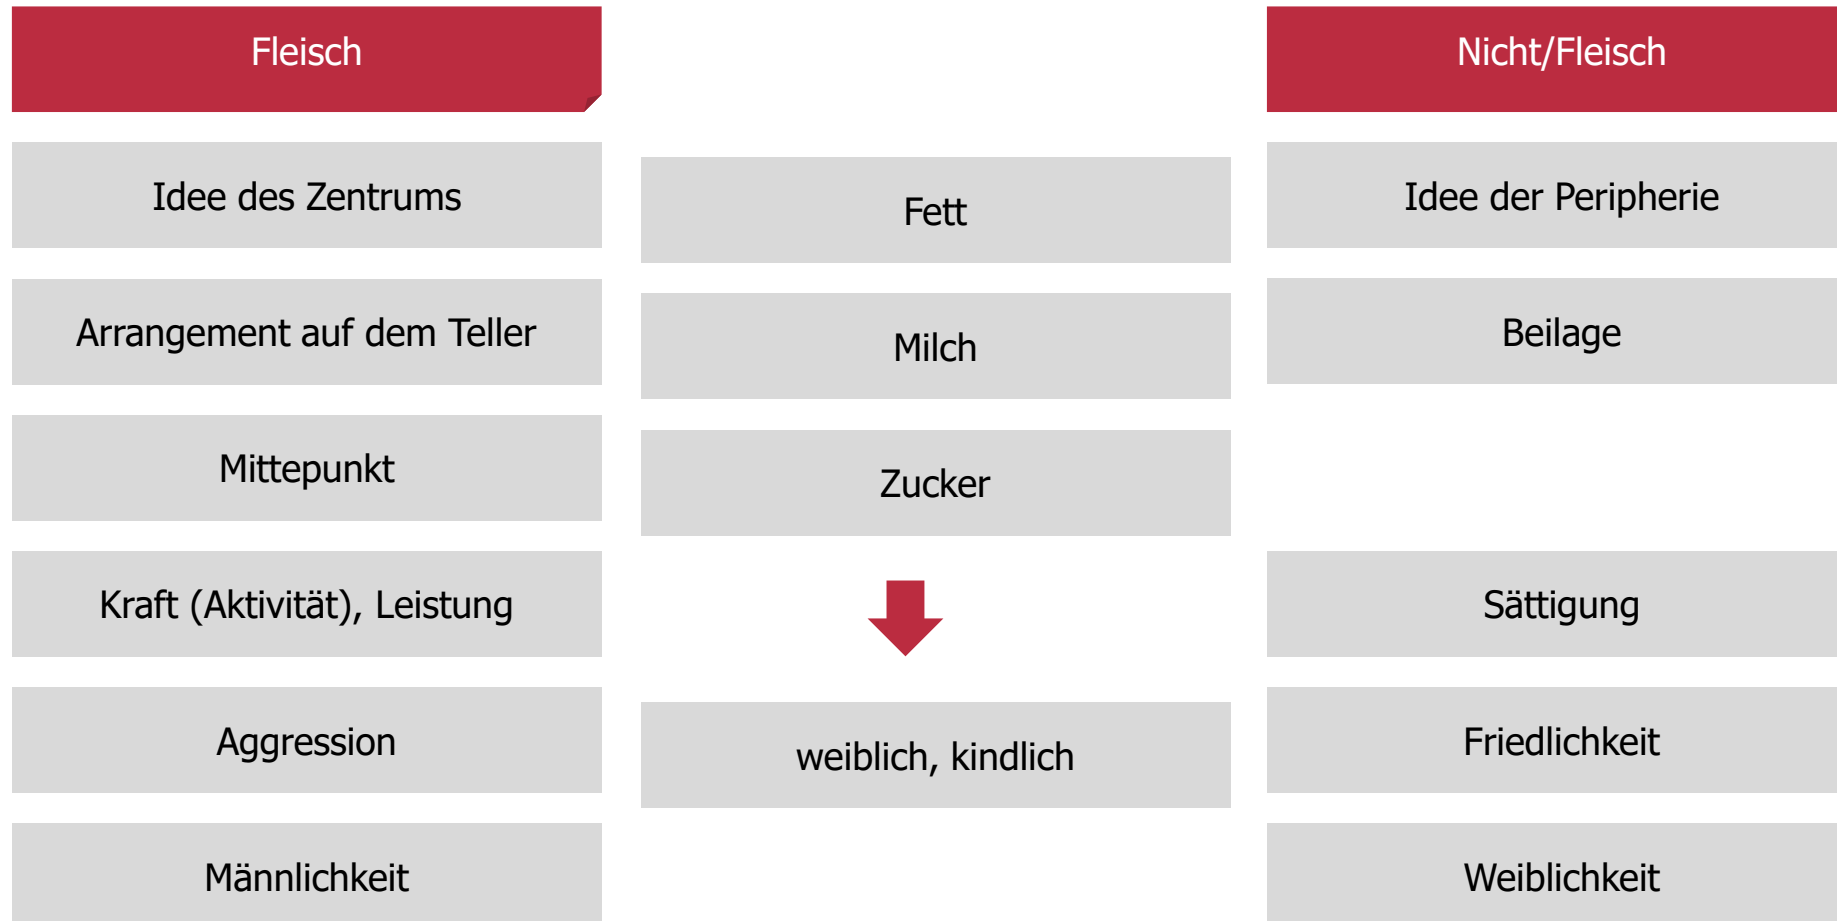 Fleisch
Idee des Zentrums
Arrangement auf dem Teller
Mittepunkt
Kraft (Aktivität), Leistung
Aggression
Männlichkeit
Fett
Milch
Zucker
weiblich, kindlich
Nicht/Fleisch
Idee der Peripherie
Beilage
Sättigung
Friedlichkeit
Weiblichkeit